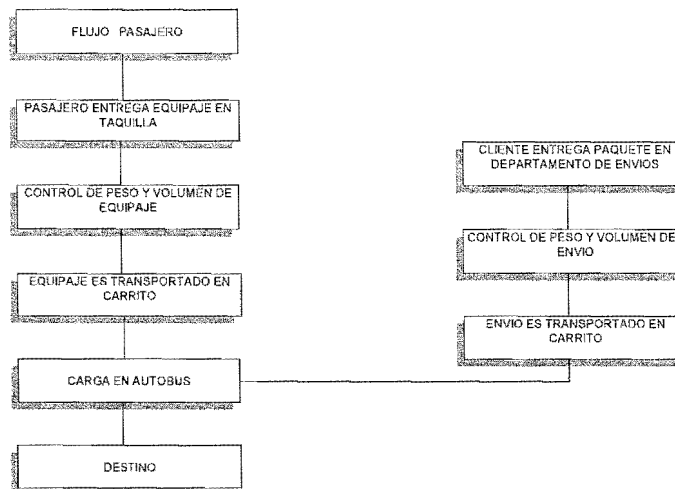 FLUJO PASAJERO
PASAJERO ENTREGA EQUIPAJE EN
TAQUILLA
CONTROL DE PESO Y VOLUMEN DE
EQUIPAJE
EQUIPAJE ES TRANSPORTADO EN
CARRITO
CARGA EN AUTOBUS
DESTINO
CLIENTE ENTREGA PAQUETE EN
DEPARTAMENTO DE ENVIOS
CONTROL DE PESO Y VOLUMEN DE
ENVIO
ENVIO ES TRANSPORTADO EN
CARRITO